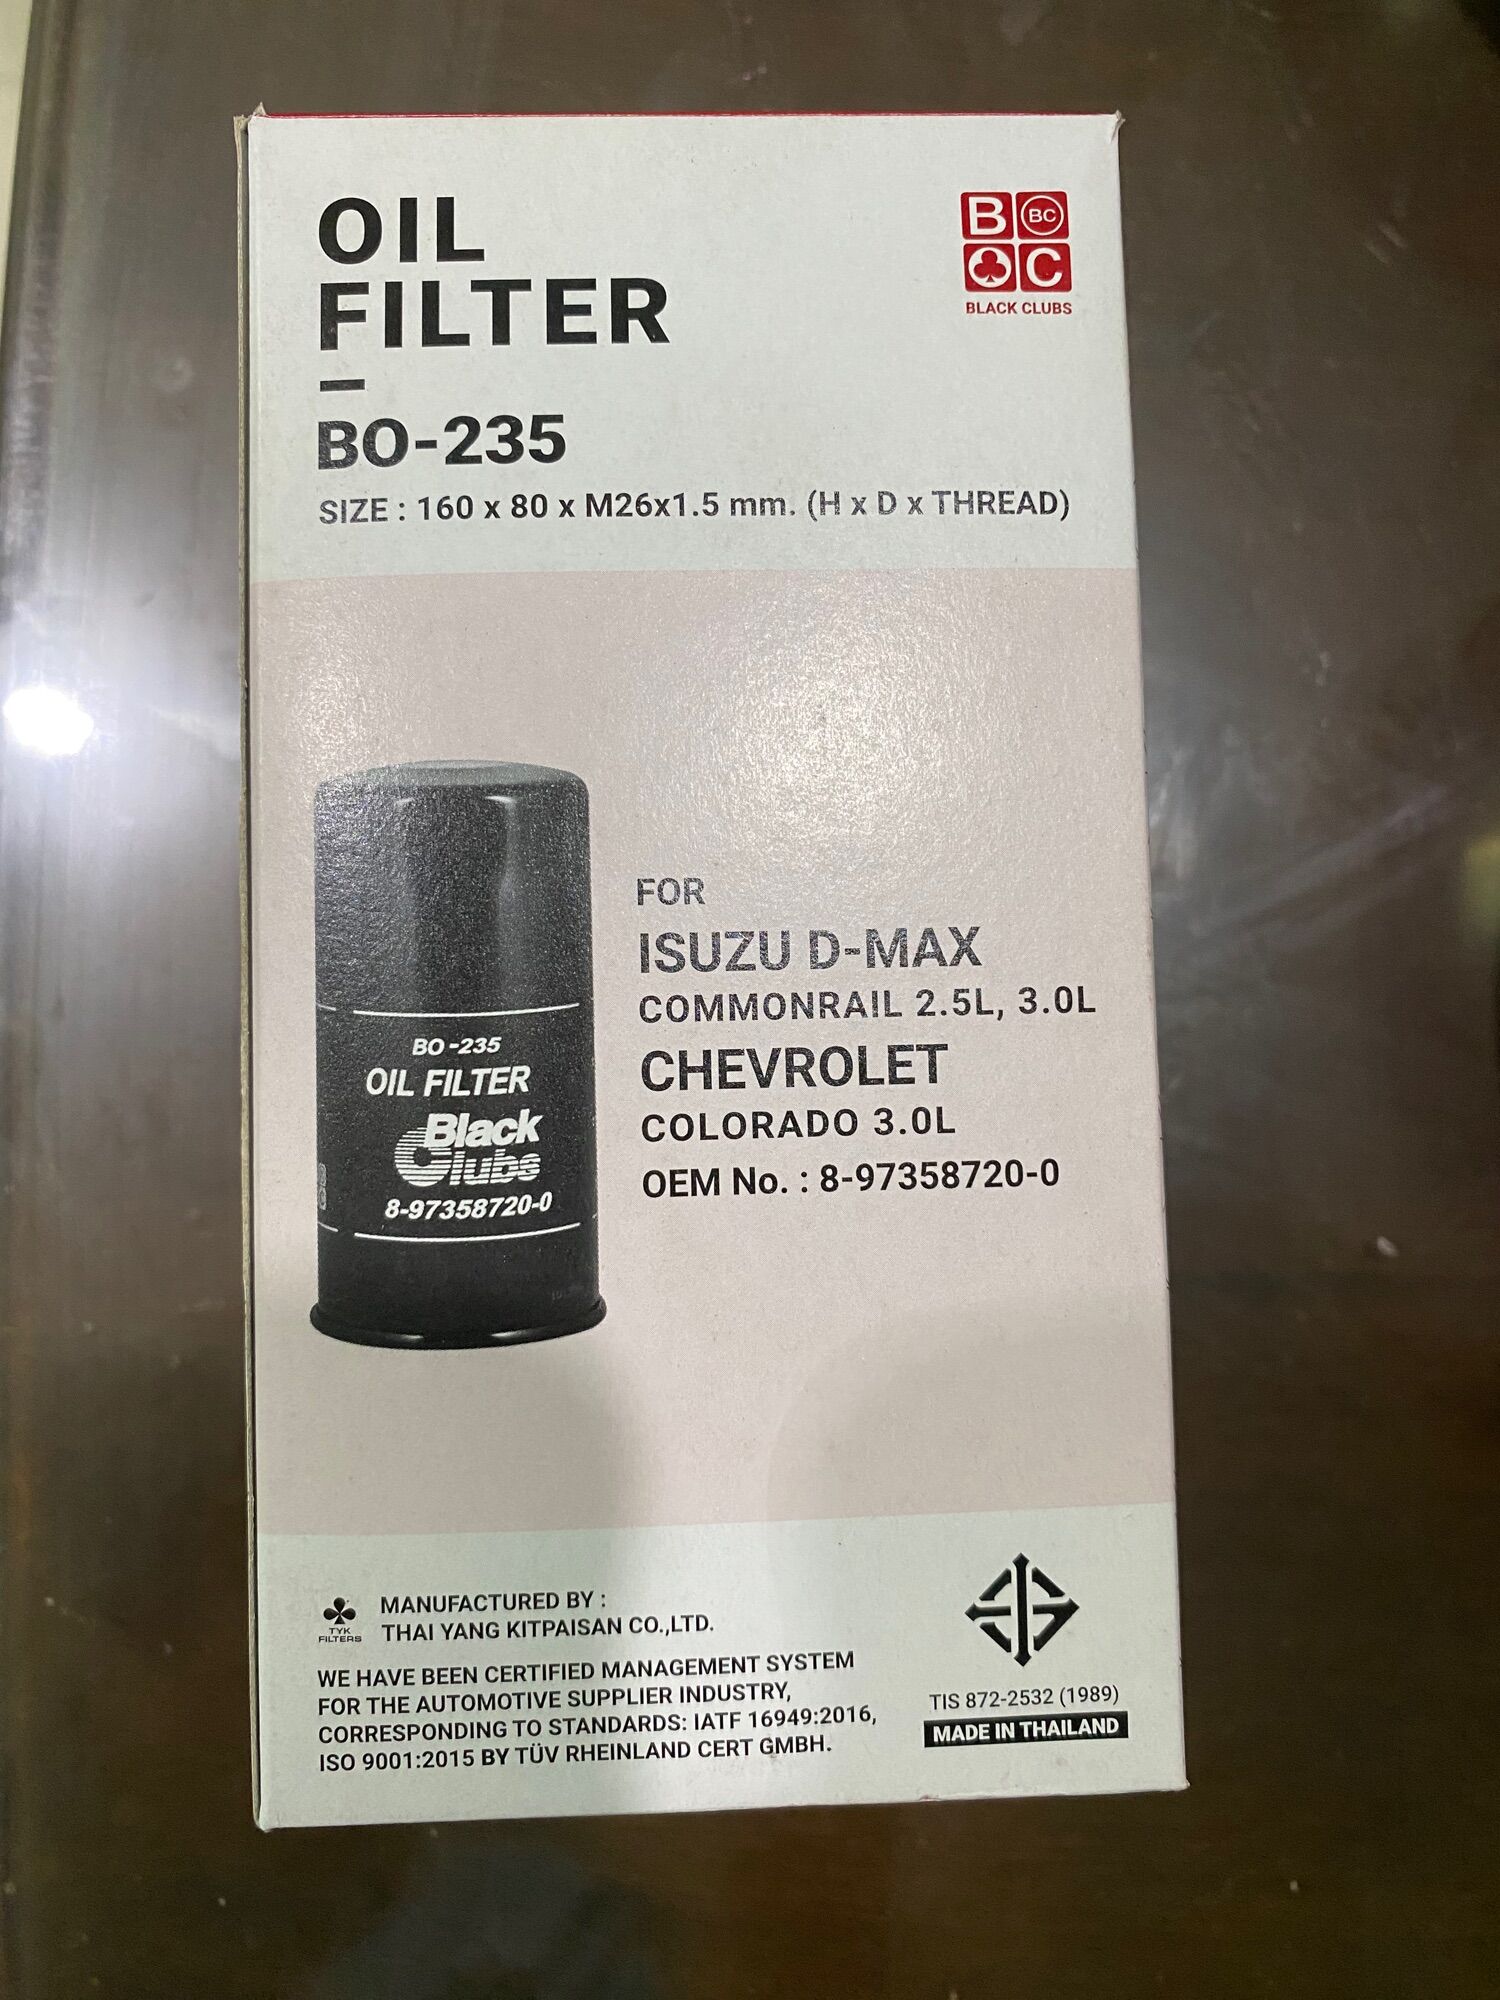 OIL
FILTER
BO-235
SIZE : 160 x 80 x M26x1.5 mm. (H x D x THREAD)
B BC
C
BLACK CLUBS
FOR
ISUZU D-MAX
COMMONRAIL 2.5L, 3.0L
CHEVROLET
COLORADO 3.0L
OEM No. : 8-97358720-0
BO-235
OIL FILTER
Black
Clubs
8-97358720-0
TYK
FILTERS
MANUFACTURED BY :
THAI YANG KITPAISAN CO.,LTD.
WE HAVE BEEN CERTIFIED MANAGEMENT SYSTEM
FOR THE AUTOMOTIVE SUPPLIER INDUSTRY,
CORRESPONDING TO STANDARDS: IATF 16949:2016,
ISO 9001:2015 BY TÜV RHEINLAND CERT GMBH.
TIS 872-2532 (1989)
MADE IN THAILAND